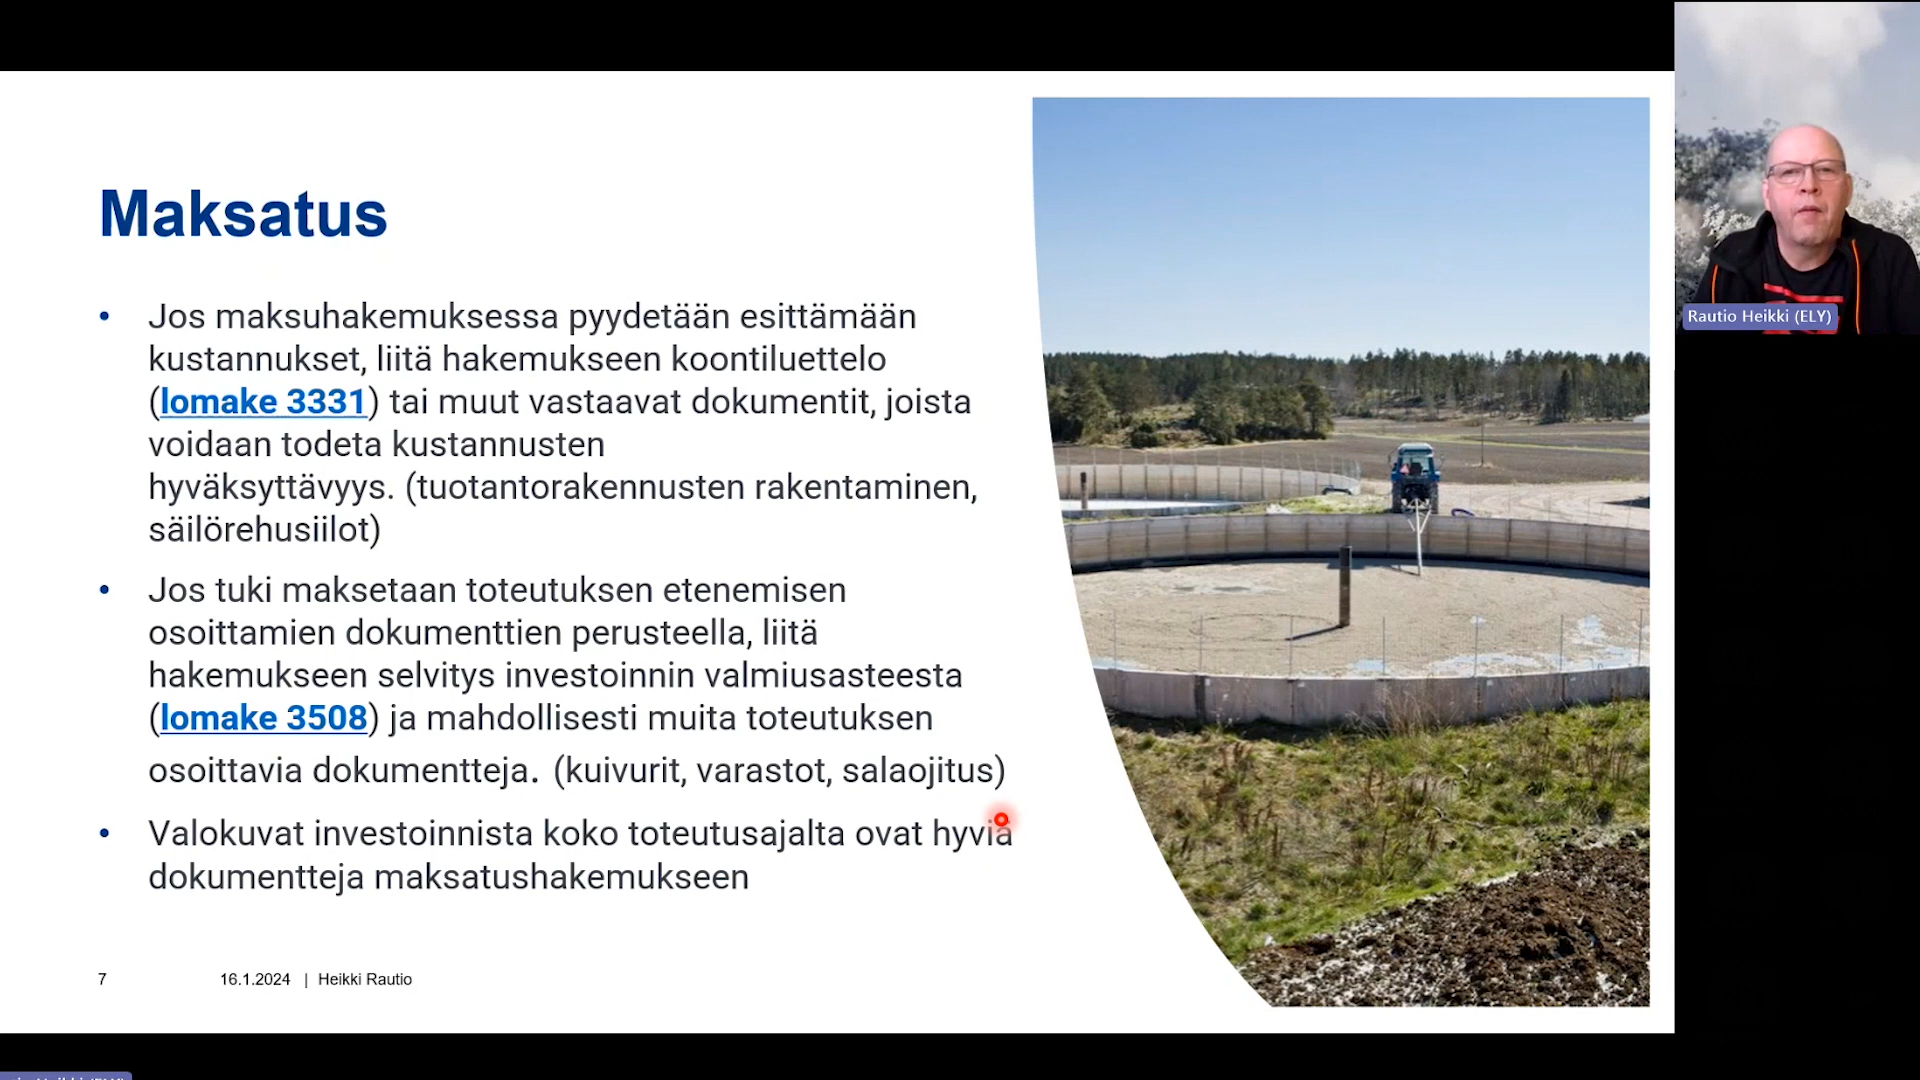 Maksatus
• Jos maksuhakemuksessa pyydetään esittämään
kustannukset, liitä hakemukseen koontiluettelo
(lomake 3331) tai muut vastaavat dokumentit, joista
voidaan todeta kustannusten
hyväksyttävyys. (tuotantorakennusten rakentaminen,
säilörehusiilot)
• Jos tuki maksetaan toteutuksen etenemisen
osoittamien dokumenttien perusteella, liitä
hakemukseen selvitys investoinnin valmiusasteesta
(lomake 3508) ja mahdollisesti muita toteutuksen
osoittavia dokumentteja. (kuivurit, varastot, salaojitus)
• Valokuvat investoinnista koko toteutusajalta ovat hyviä
dokumentteja maksatushakemukseen
7 16.1.2024 | Heikki Rautio
Rautio Heikki (ELY)